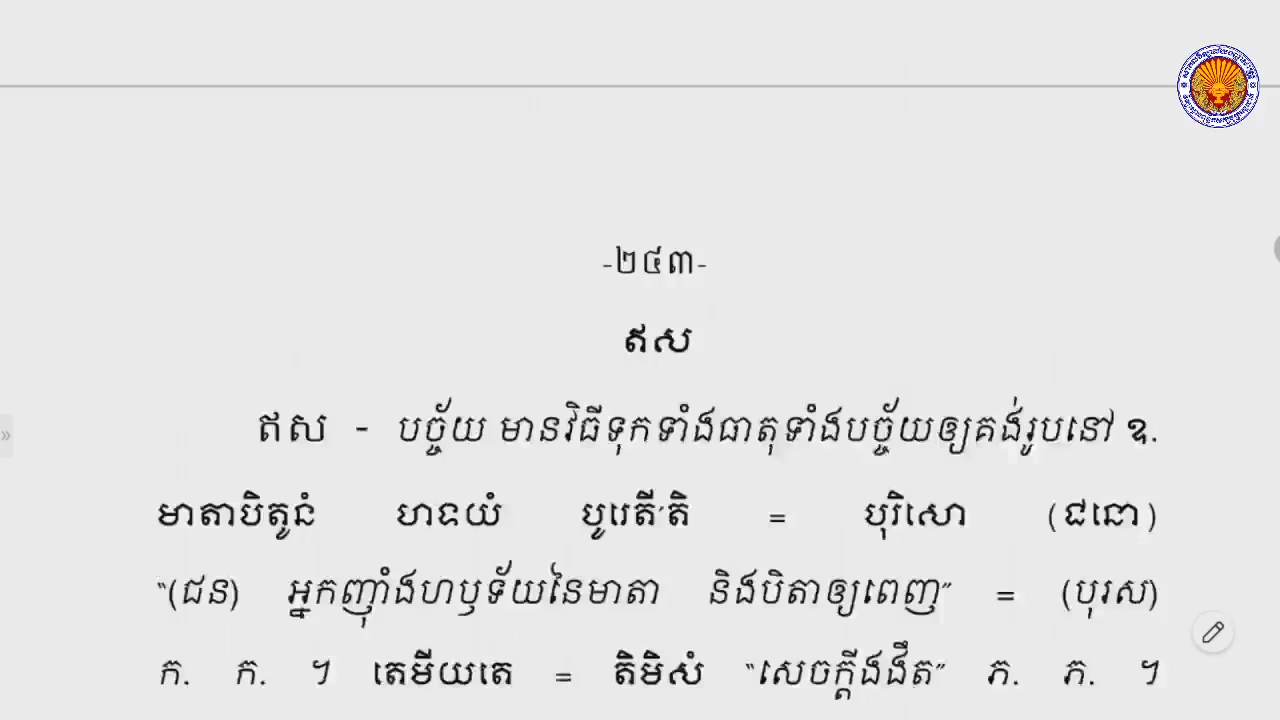 -២៤៣-
ឥស
ឥស - បច្ច័យ មានវិធីទុកទាំងធាតុទាំងបច្ច័យឲ្យគង់រូបនៅ ឧ.
មាតាបិតូនំ ហទយំ បូរេតី´តិ = បុរិសោ (ជនោ)
“(ជន) អ្នកញ៉ាំងហឫទ័យនៃមាតា និងបិតាឲ្យពេញ” = (បុរស)
ក. ក. ។ តេមីយតេ = តិមិសំ “សេចក្តីងងឹត” ភ. ភ. ។